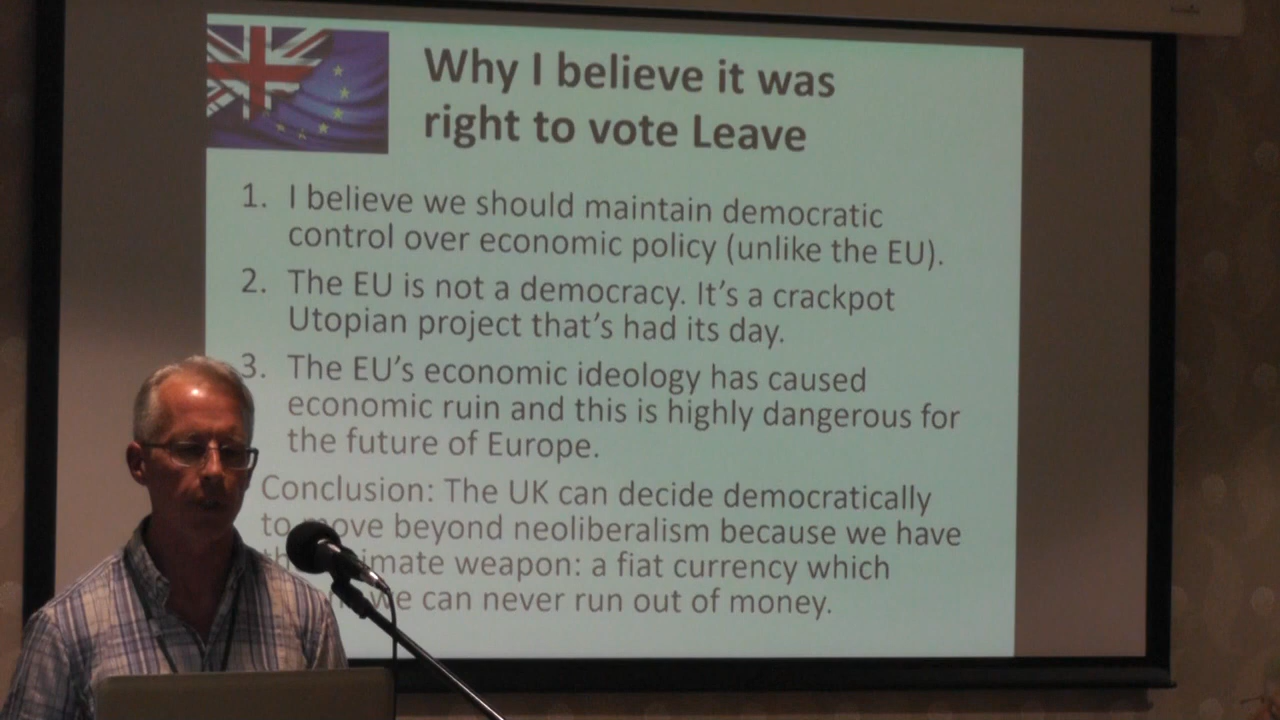 Why I believe it was
right to vote Leave
1. I believe we should maintain democratic
control over economic policy (unlike the EU).
2. The EU is not a democracy. It's a crackpot
Utopian project that's had its day.
3. The EU's economic ideology has caused
economic ruin and this is highly dangerous for
the future of Europe.
Conclusion: The UK can decide democratically
to move beyond neoliberalism because we have
weapon: a fiat currency which
we can never run out of money.